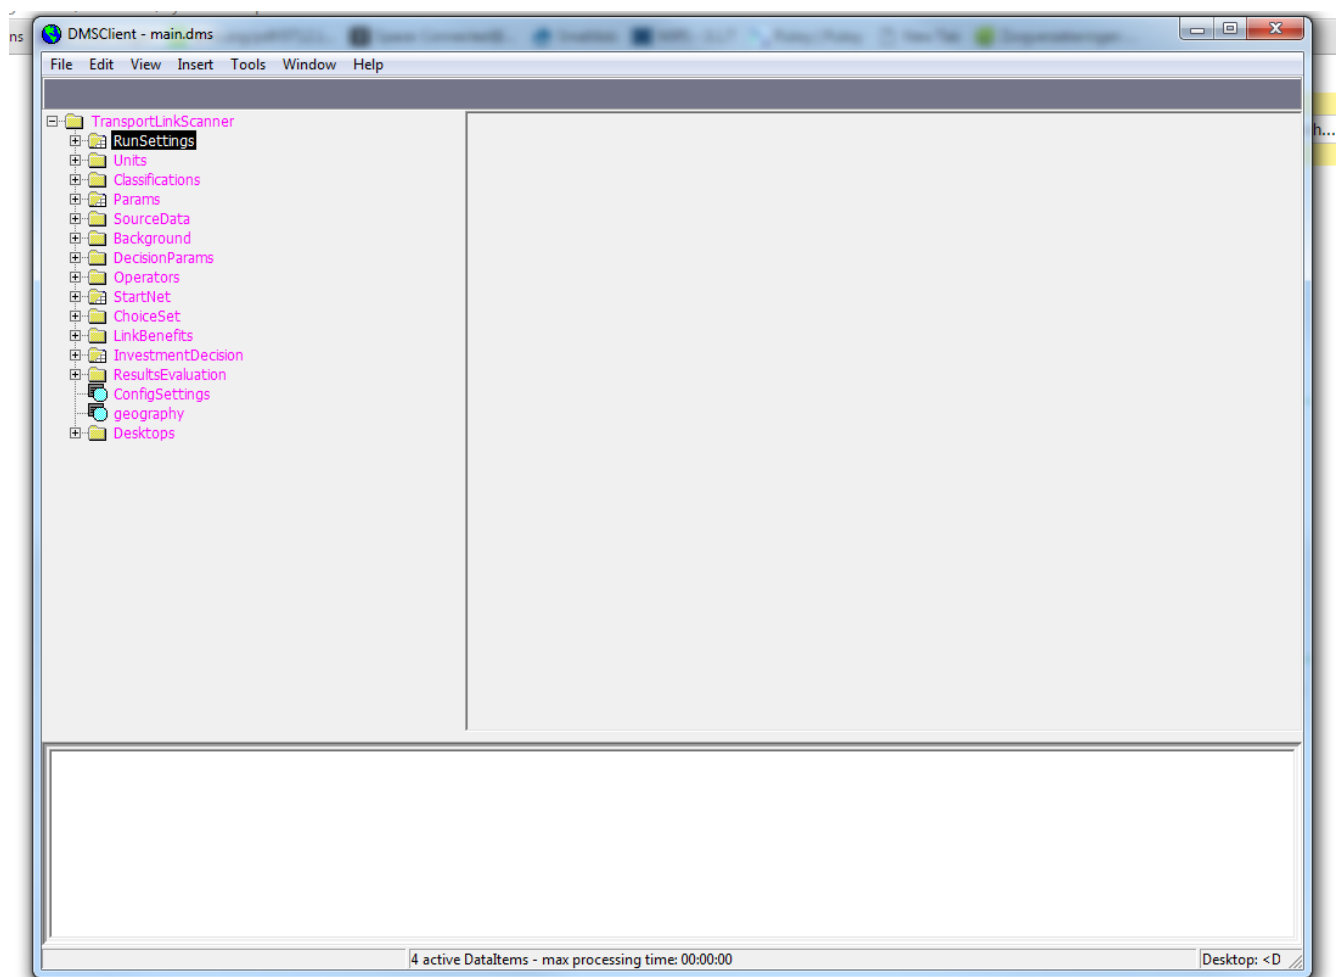 ns
DMSClient - main.dms
File Edit View Insert Tools Window Help
TransportLinkScanner
RunSettings
Units
Classifications
Params
SourceData
Background
DecisionParams
Operators
StartNet
ChoiceSet
LinkBenefits
InvestmentDecision
ResultsEvaluation
ConfigSettings
geography
Desktops
h...
4 active DataItems - max processing time: 00:00:00
Desktop: <D